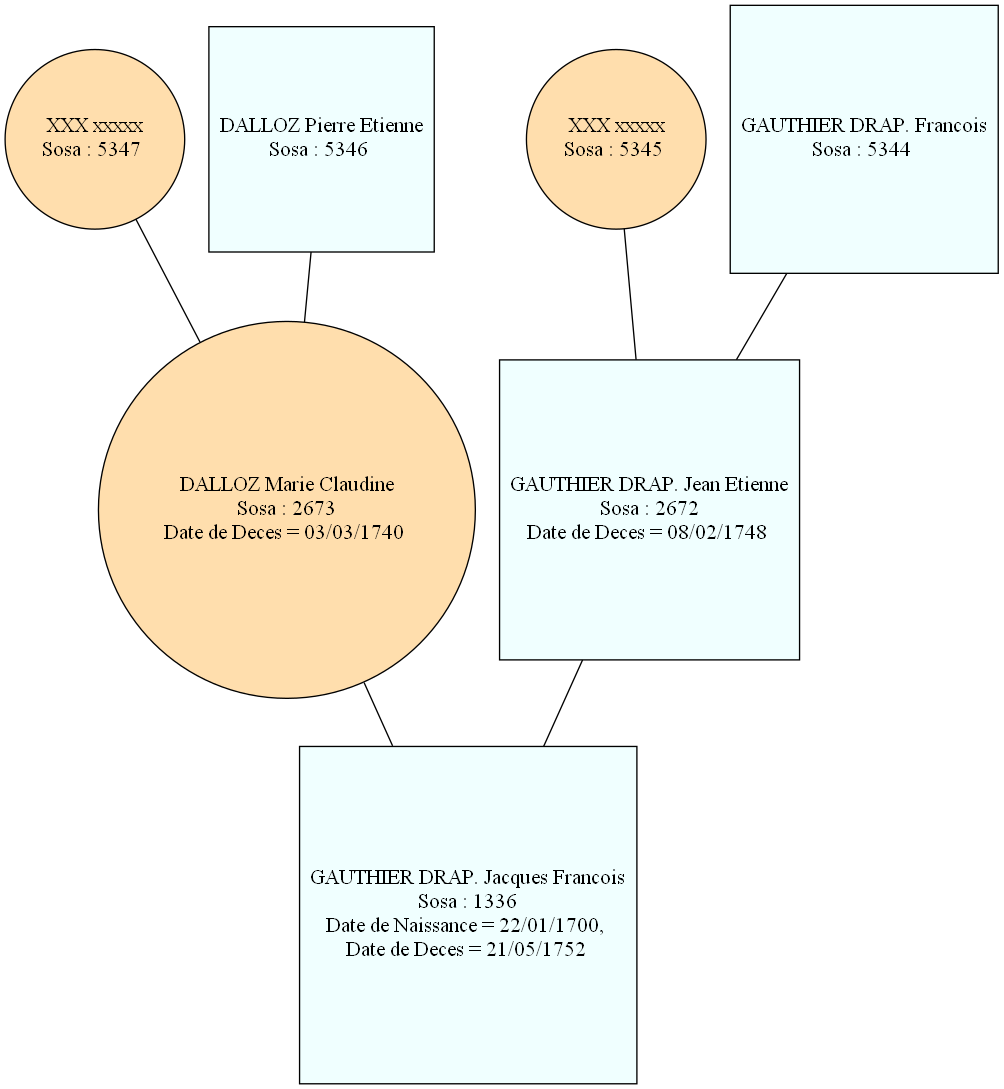 XXX xxxxx
Sosa : 5347
DALLOZ Pierre Etienne
Sosa : 5346
XXX xxxxx
Sosa : 5345
GAUTHIER DRAP. Francois
Sosa : 5344
DALLOZ Marie Claudine
Sosa : 2673
Date de Deces = 03/03/1740
GAUTHIER DRAP. Jean Etienne
Sosa : 2672
Date de Deces = 08/02/1748
GAUTHIER DRAP. Jacques Francois
Sosa : 1336
Date de Naissance = 22/01/1700,
Date de Deces = 21/05/1752